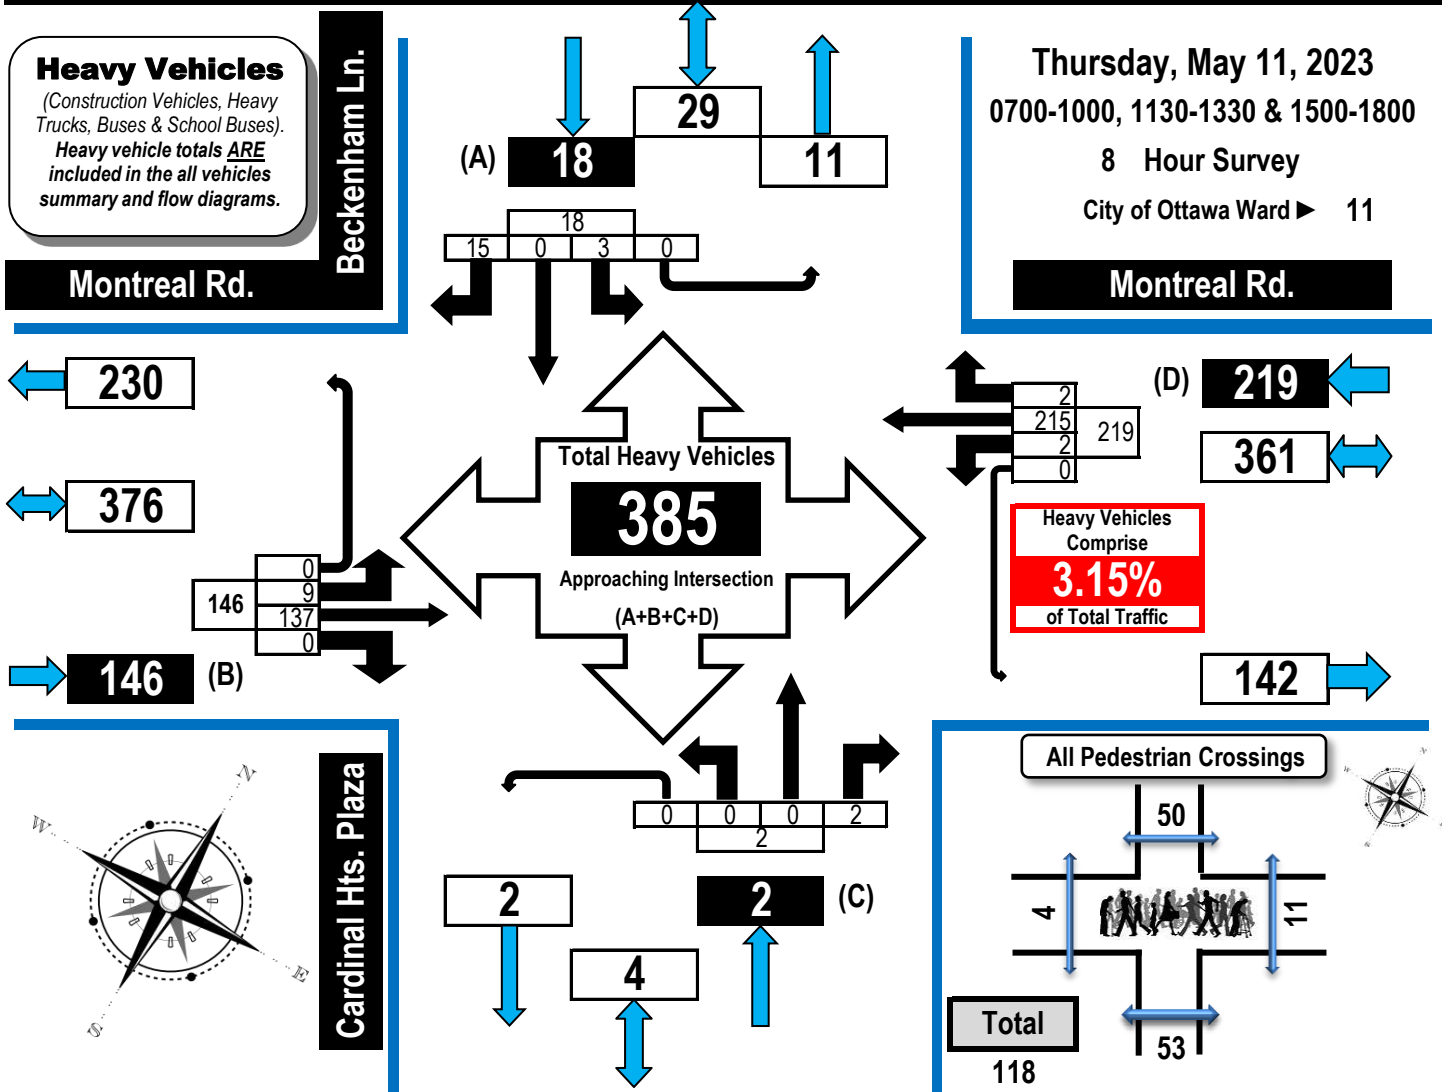 Heavy Vehicles
(Construction Vehicles, Heavy
Trucks, Buses & School Buses).
Heavy vehicle totals ARE
included in the all vehicles
summary and flow diagrams.
Beckenham Ln.
Montreal Rd.
29
(A) 18
11
18
15 0 3 0
Thursday, May 11, 2023
0700-1000, 1130-1330 & 1500-1800
8 Hour Survey
City of Ottawa Ward ► 11
Montreal Rd.
230
376
0
9
137
0
146
146 (B)
Total Heavy Vehicles
385
Approaching Intersection
(A+B+C+D)
2
215
2
0
219
(D) 219
361
Heavy Vehicles
Comprise
3.15%
of Total Traffic
142
N
W
E
S
Cardinal Hts. Plaza
0 0 0 2
2
2
2 (C)
4
All Pedestrian Crossings
N
W
50
4
11
53
Total
118